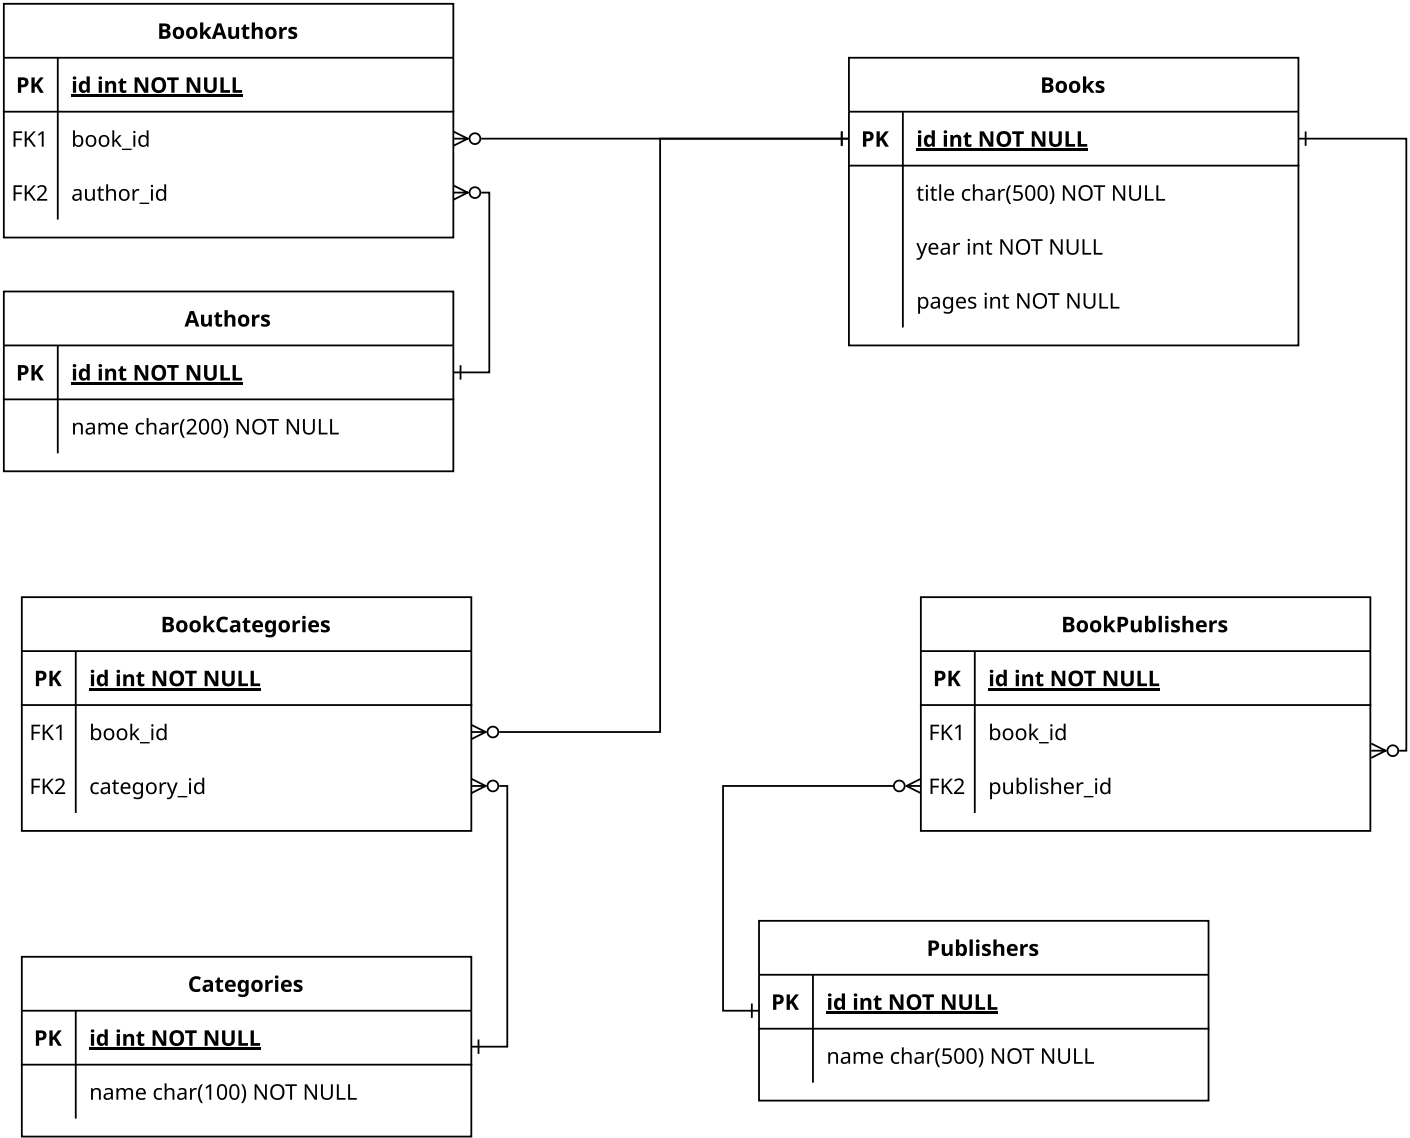 BookAuthors
PK id int NOT NULL
FK1 book_id
FK2 author_id
Authors
PK id int NOT NULL
name char(200) NOT NULL
Books
PK id int NOT NULL
title char(500) NOT NULL
year int NOT NULL
pages int NOT NULL
BookCategories
PK id int NOT NULL
FK1 book_id
FK2 category_id
Categories
PK id int NOT NULL
name char(100) NOT NULL
BookPublishers
PK id int NOT NULL
FK1 book_id
FK2 publisher_id
Publishers
PK id int NOT NULL
name char(500) NOT NULL